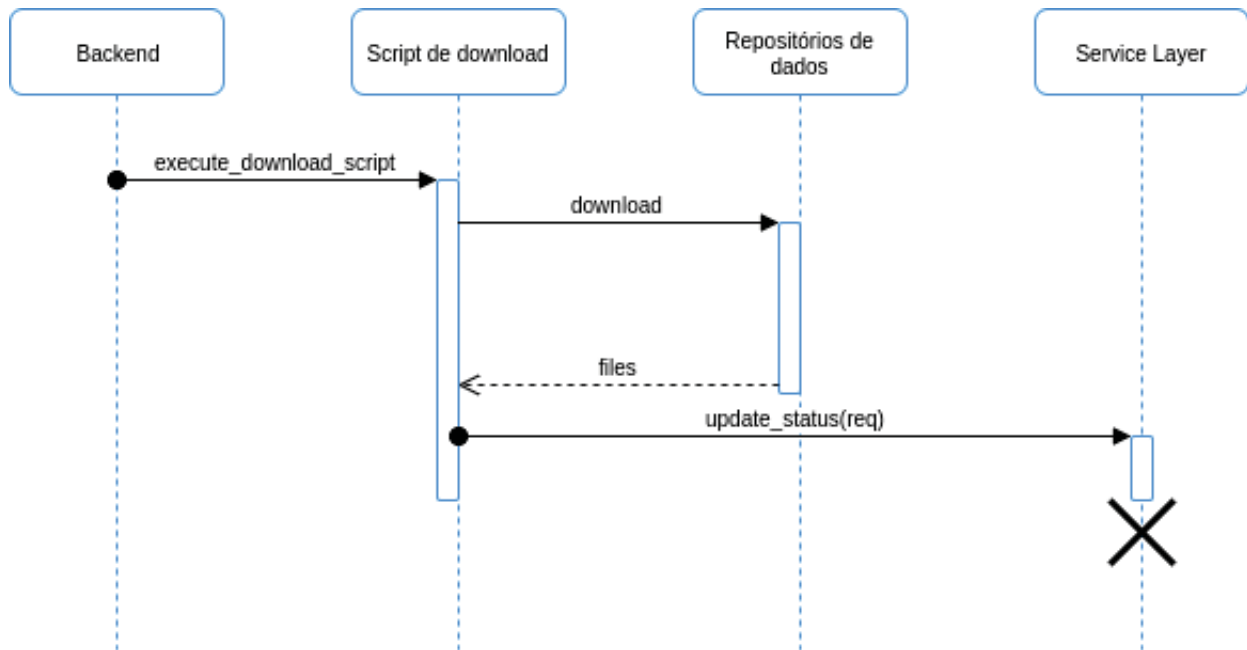 Backend
Script de download
Repositórios de
dados
Service Layer
execute_download_script
download
files
update_status(req)